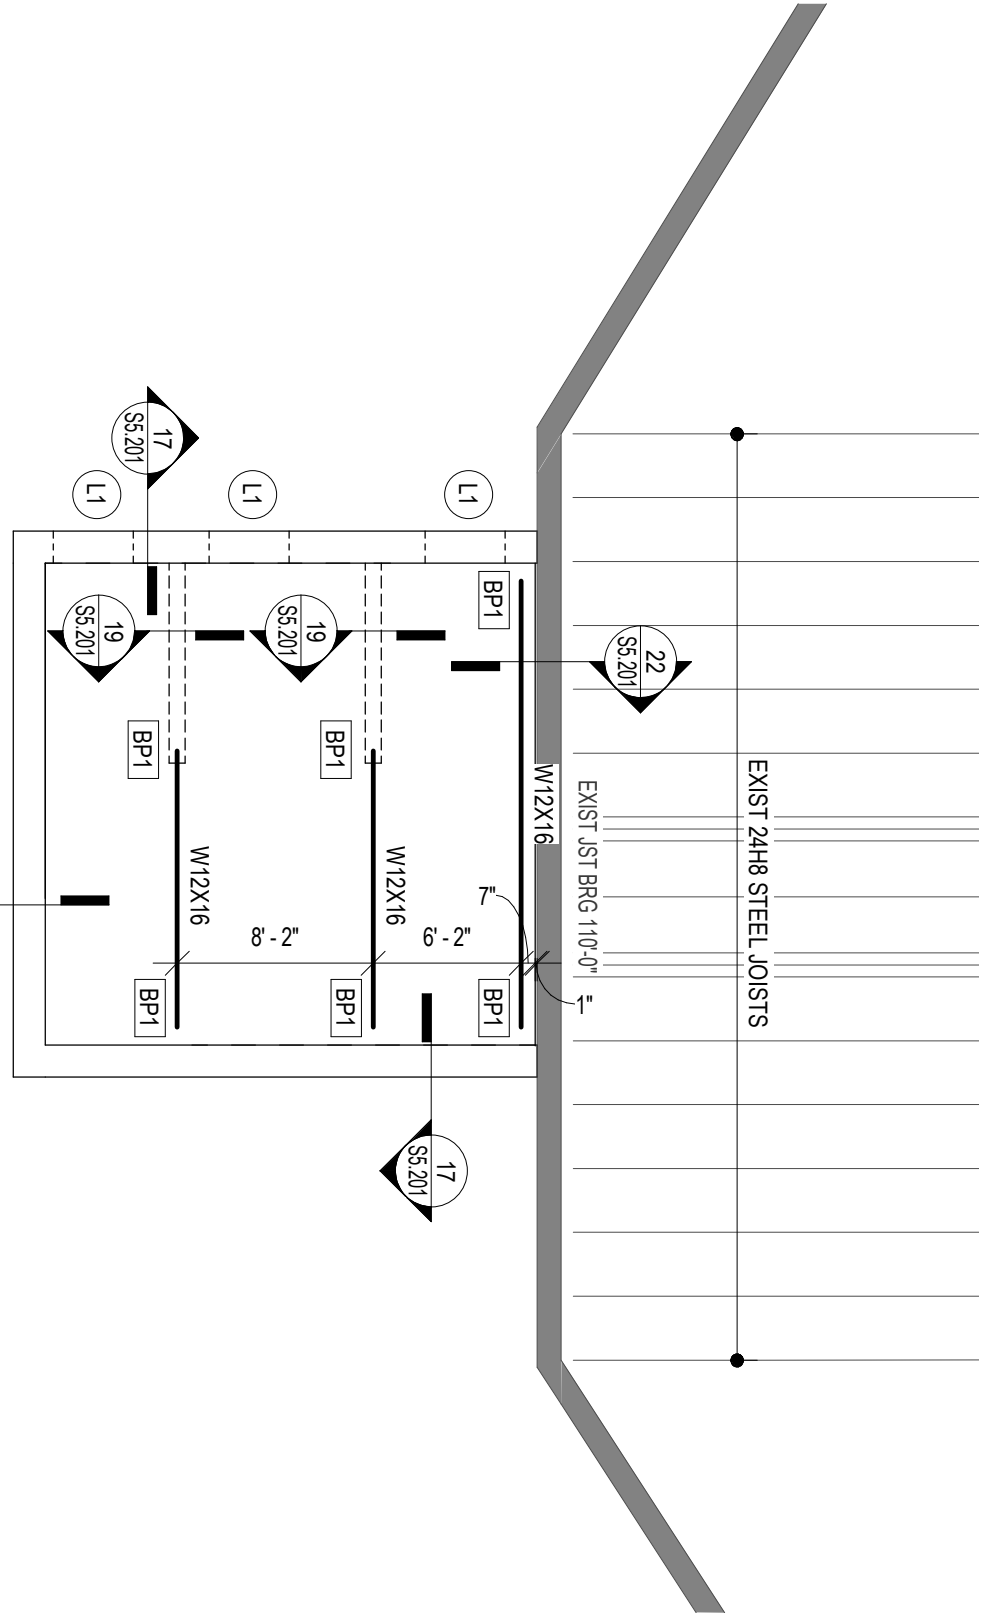 17
S5.201
L1
L1
L1
BP1
19
S5.201
19
S5.201
22
S5.201
BP1
BP1
W12X16
EXIST JST BRG 110'-0"
EXIST 24H8 STEEL JOISTS
W12X16
W12X16
7"
8' - 2"
6' - 2"
1"
BP1
BP1
BP1
17
S5.201